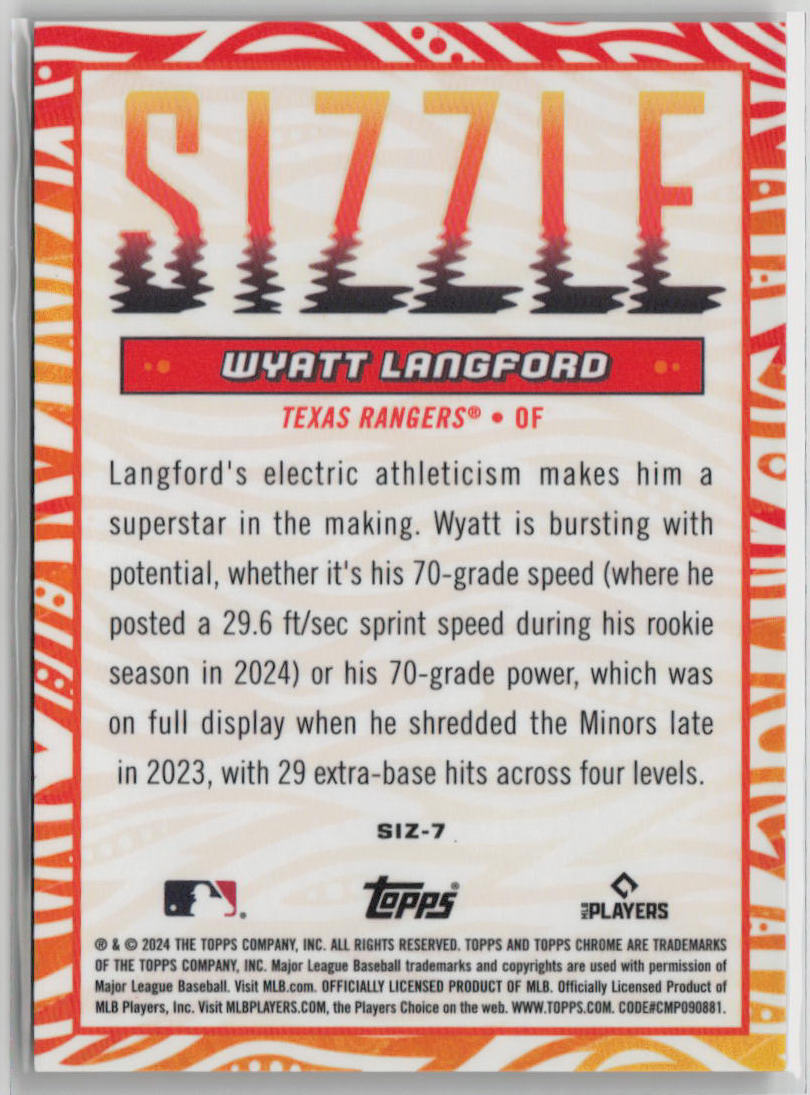 SIZZLE
WYATT LANGFORD
TEXAS RANGERS® • OF
Langford's electric athleticism makes him a
superstar in the making. Wyatt is bursting with
potential, whether it's his 70-grade speed (where he
posted a 29.6 ft/sec sprint speed during his rookie
season in 2024) or his 70-grade power, which was
on full display when he shredded the Minors late
in 2023, with 29 extra-base hits across four levels.
SIZ-7
topps®
MLB PLAYERS
® & © 2024 THE TOPPS COMPANY, INC. ALL RIGHTS RESERVED. TOPPS AND TOPPS CHROME ARE TRADEMARKS
OF THE TOPPS COMPANY, INC. Major League Baseball trademarks and copyrights are used with permission of
Major League Baseball. Visit MLB.com. OFFICIALLY LICENSED PRODUCT OF MLB. Officially Licensed Product of
MLB Players, Inc. Visit MLBPLAYERS.COM, the Players Choice on the web. WWW.TOPPS.COM. CODE#CMP090881.